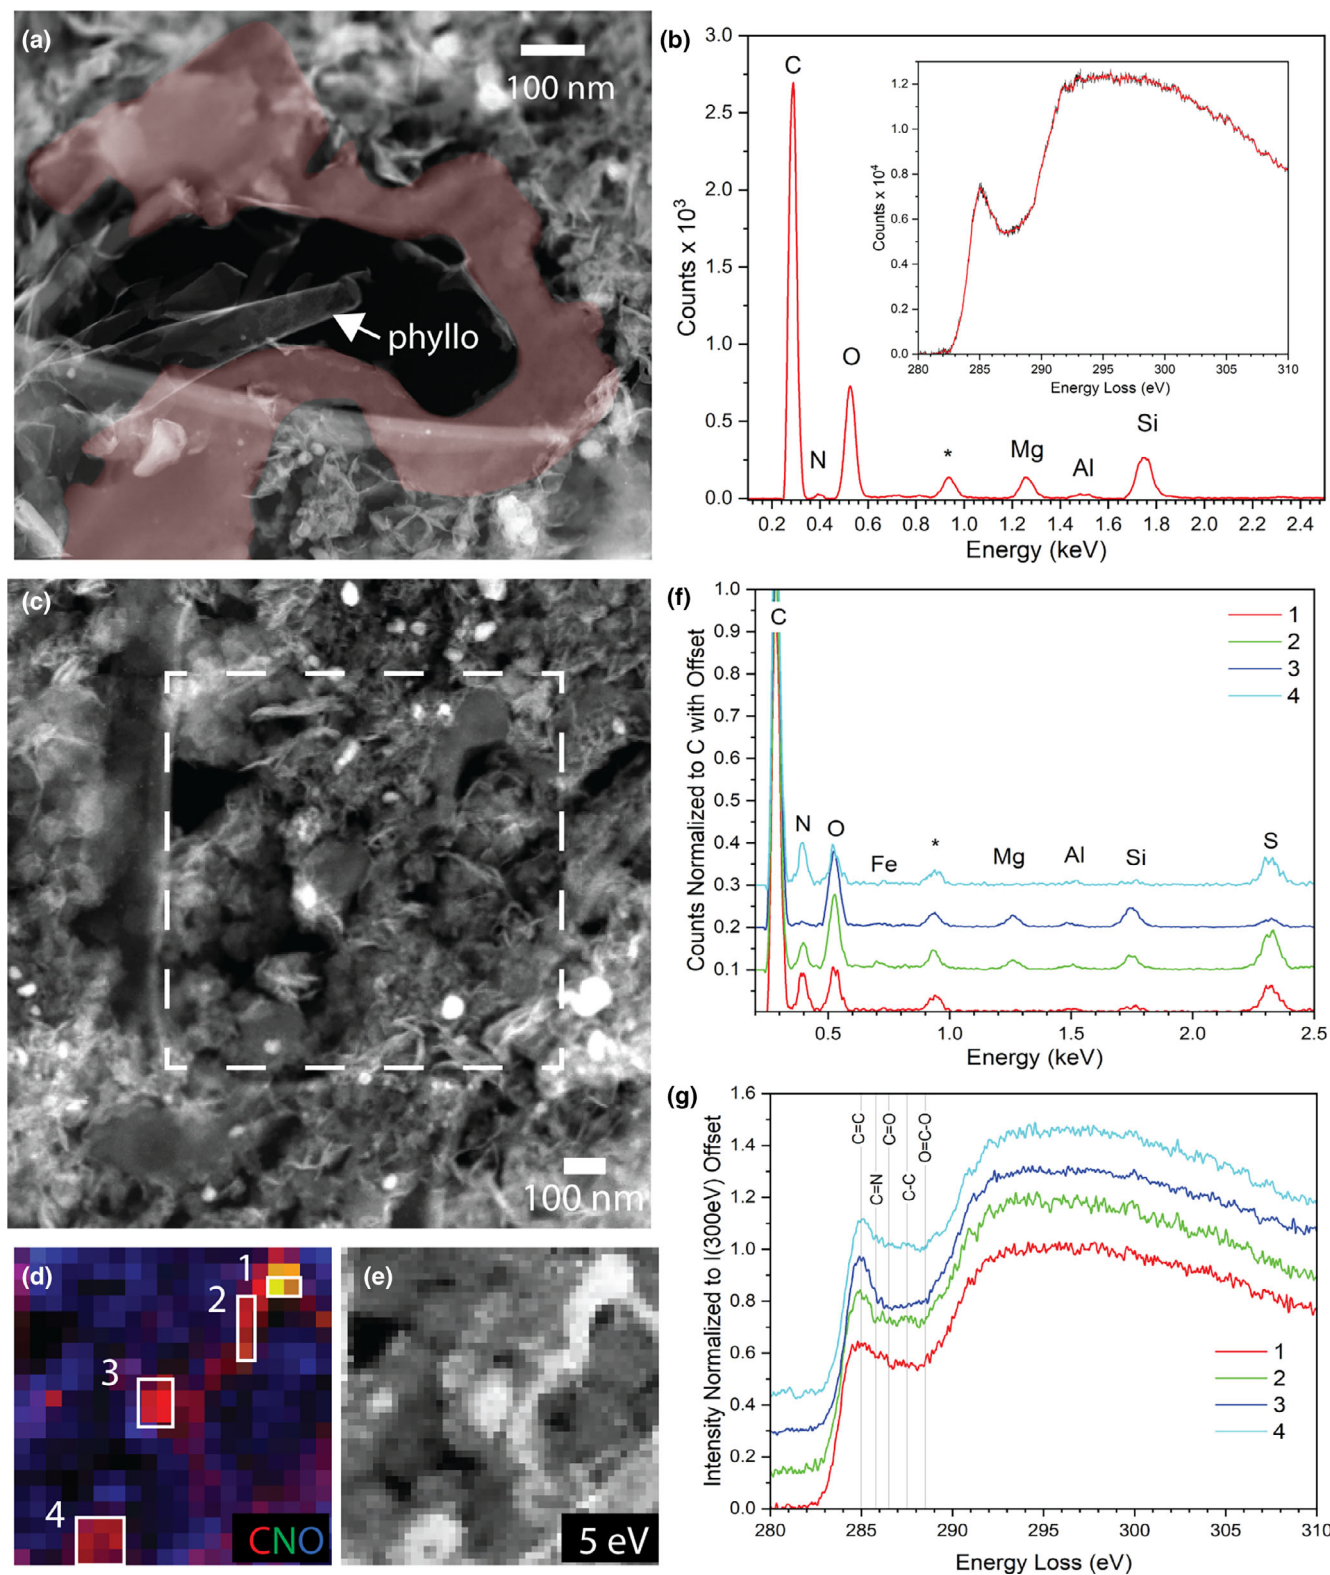 (a)
100 nm
phyllo
(b)
3.0
2.5
2.0
1.5
1.0
0.5
0.0
Counts x 10³
C
N
O
*
Mg
Al
Si
0.2 0.4 0.6 0.8 1.0 1.2 1.4 1.6 1.8 2.0 2.2 2.4
Energy (keV)
1.2
1.0
0.8
0.6
0.4
0.2
0.0
Counts x 10⁴
280 285 290 295 300 305 310
Energy Loss (eV)
(c)
100 nm
(f)
1.0
0.9
0.8
0.7
0.6
0.5
0.4
0.3
0.2
0.1
Counts Normalized to C with Offset
C
N
O
Fe
*
Mg
Al
Si
S
1
2
3
4
0.5 1.0 1.5 2.0 2.5
Energy (keV)
(d)
1
2
3
4
CNO
(e)
5 eV
(g)
1.6
1.4
1.2
1.0
0.8
0.6
0.4
0.2
0.0
Intensity Normalized to I(300eV) Offset
C=C
C=N
C=O
C-C
O=C-O
1
2
3
4
280 285 290 295 300 305 310
Energy Loss (eV)